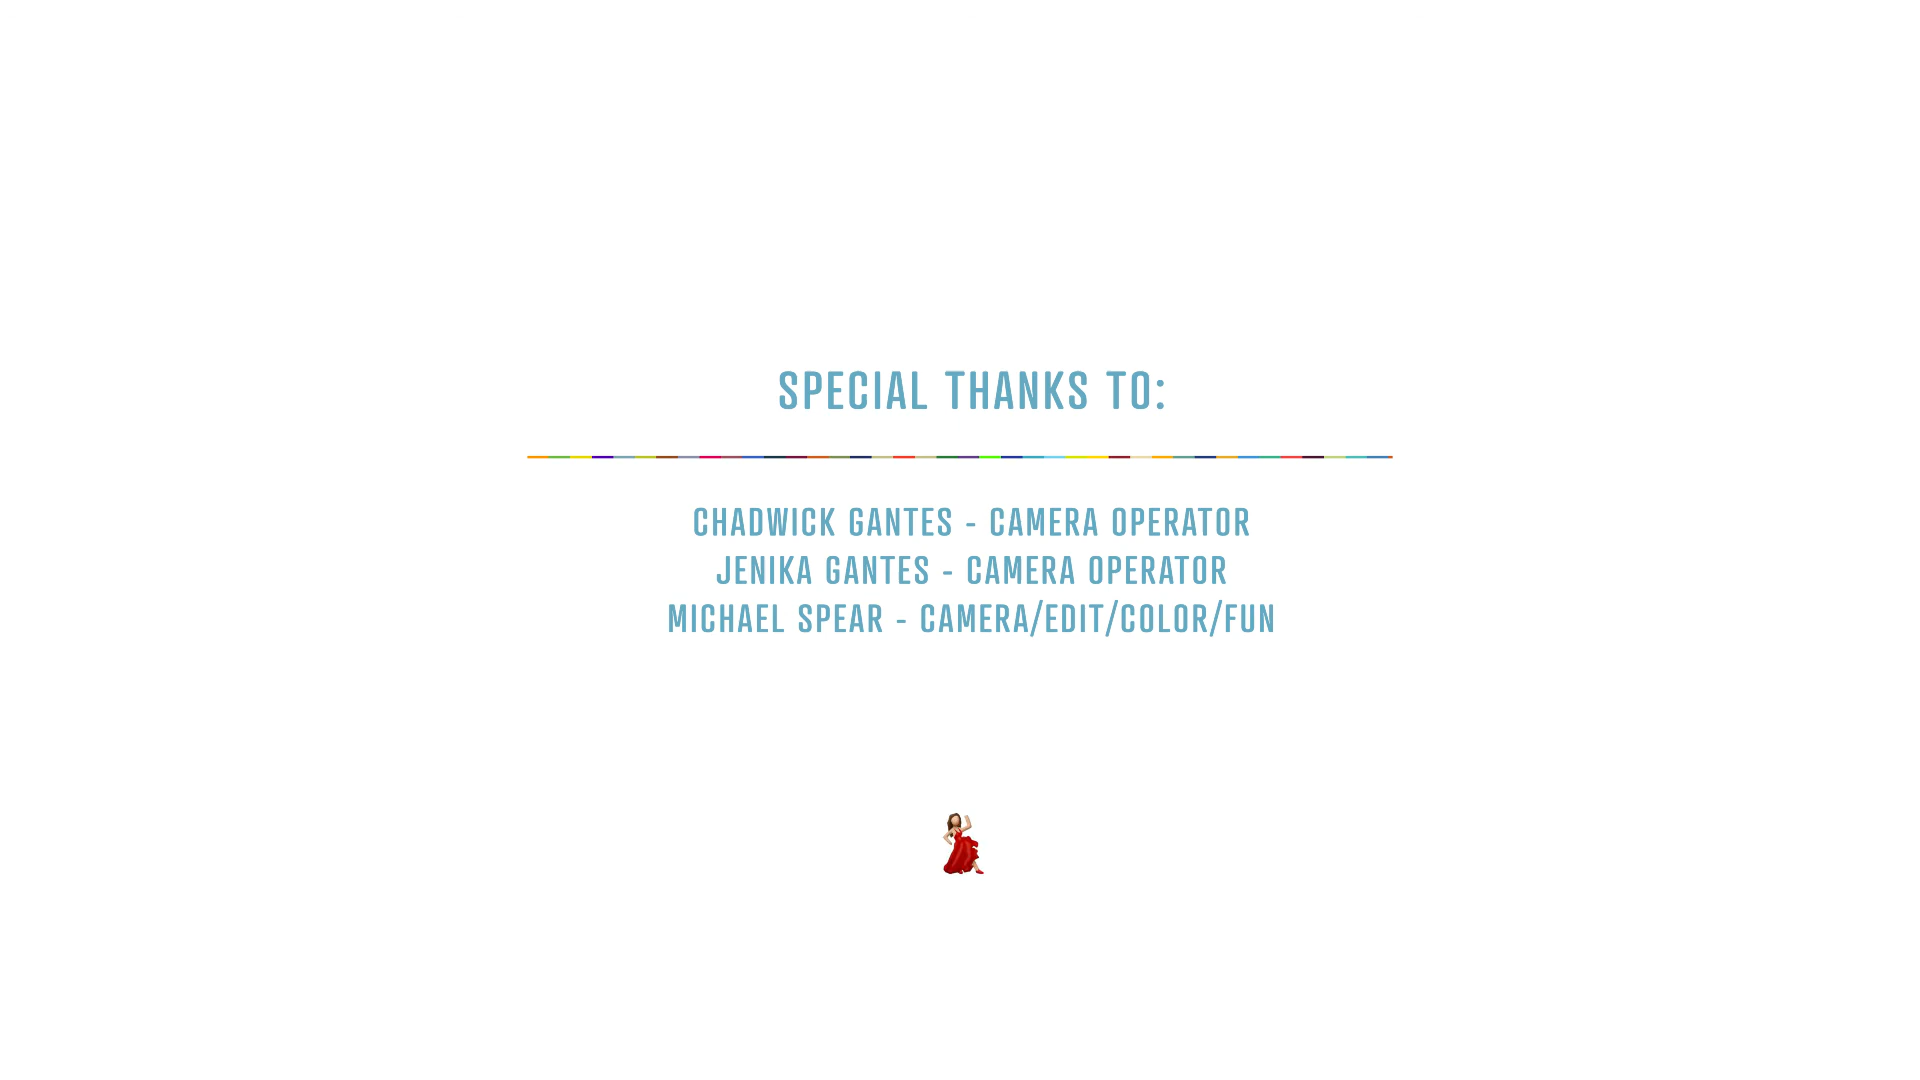 SPECIAL THANKS TO:
CHADWICK GANTES - CAMERA OPERATOR
JENIKA GANTES - CAMERA OPERATOR
MICHAEL SPEAR - CAMERA/EDIT/COLOR/FUN